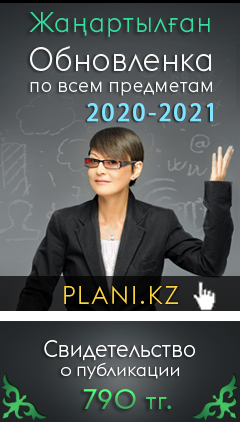 Жаңартылған
Обновленка
по всем предметам
2020-2021
PLANI.KZ
Свидетельство
о публикации
790 тг.